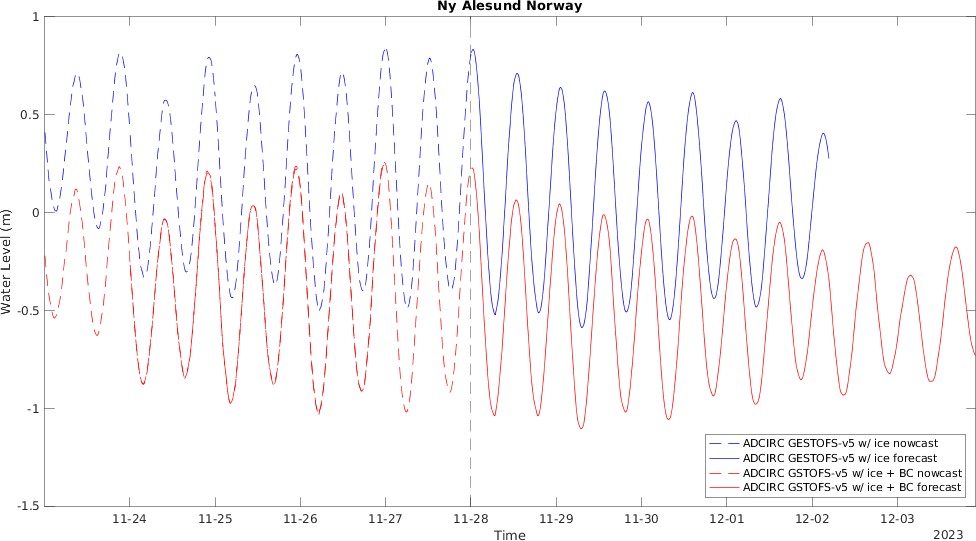 Ny Alesund Norway
1
0.5
0
-0.5
-1
-1.5
Water Level (m)
11-24 11-25 11-26 11-27 11-28 11-29 11-30 12-01 12-02 12-03
Time
2023
ADCIRC GESTOFS-v5 w/ ice nowcast
ADCIRC GESTOFS-v5 w/ ice forecast
ADCIRC GSTOFS-v5 w/ ice + BC nowcast
ADCIRC GSTOFS-v5 w/ ice + BC forecast